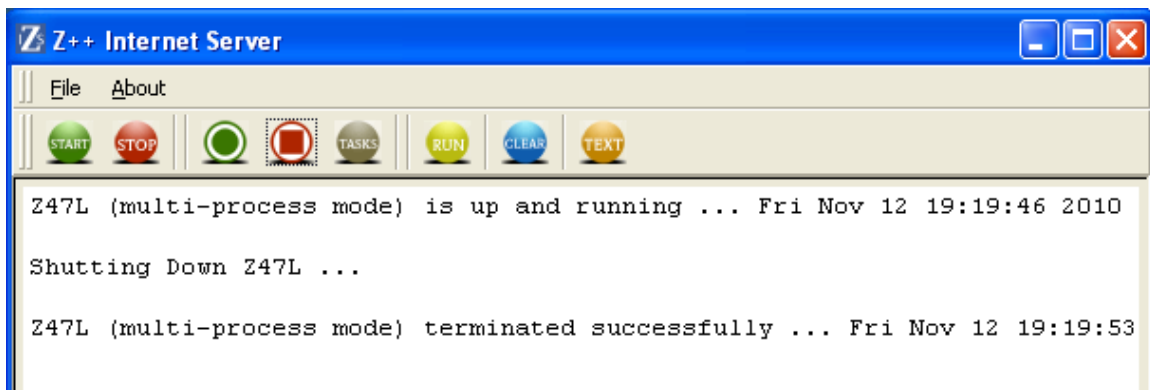 Z++ Internet Server
File About
START STOP TASKS RUN CLEAR TEXT
Z47L (multi-process mode) is up and running ... Fri Nov 12 19:19:46 2010
Shutting Down Z47L ...
Z47L (multi-process mode) terminated successfully ... Fri Nov 12 19:19:53